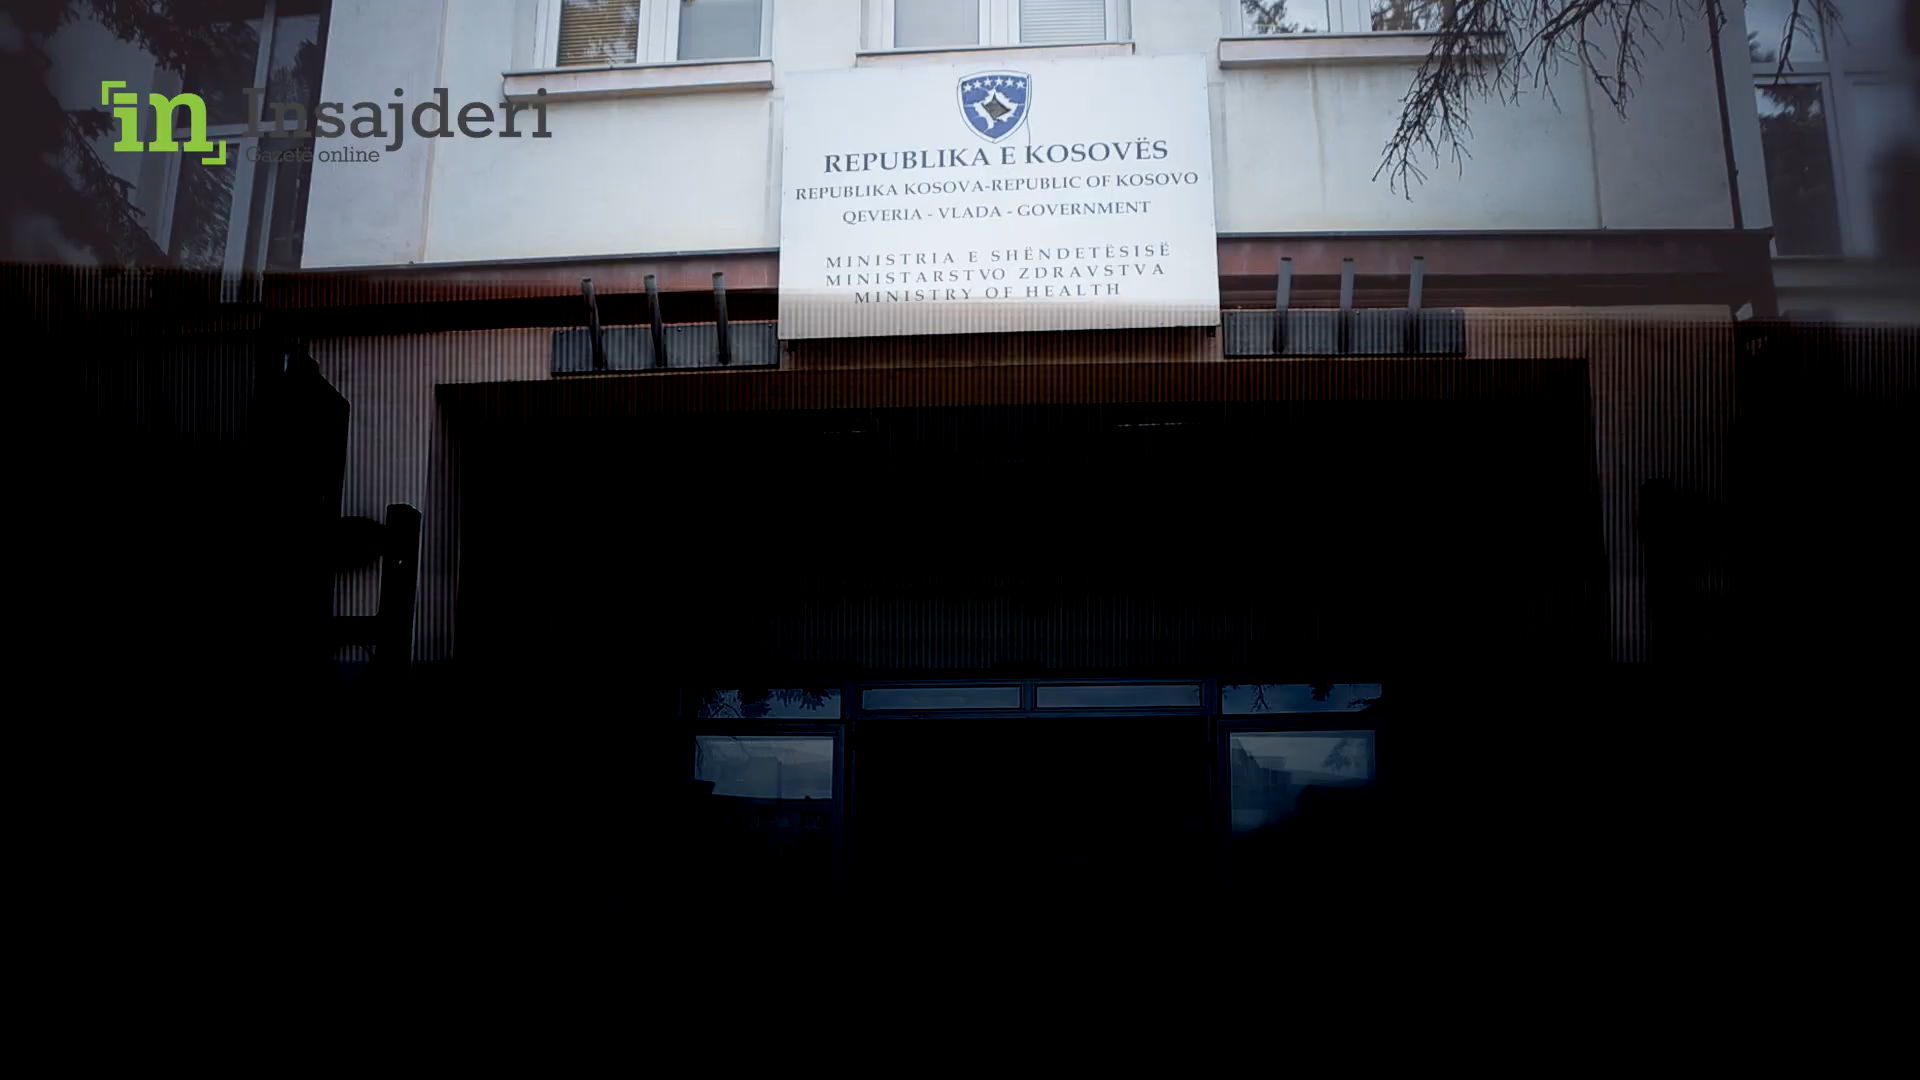 in Insajderi
Gazetë online
REPUBLIKA E KOSOVËS
REPUBLIKA KOSOVA-REPUBLIC OF KOSOVO
QEVERIA - VLADA - GOVERNMENT
MINISTRIA E SHËNDETËSISË
MINISTARSTVO ZDRAVSTVA
MINISTRY OF HEALTH